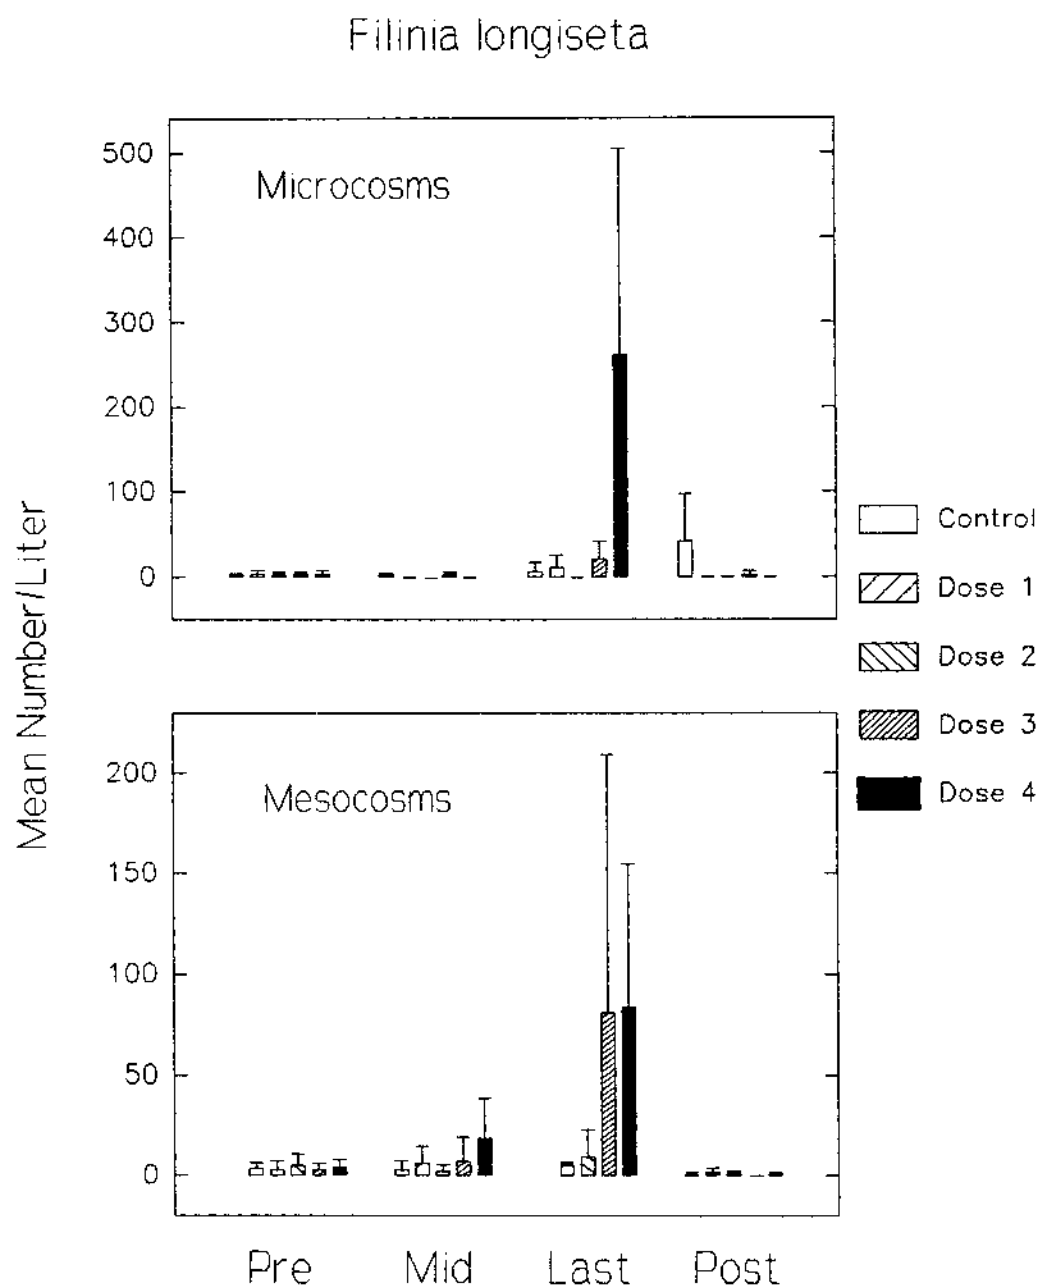 Filinia longiseta
Microcosms
500
400
300
200
100
0
Mean Number/Liter
Control
Dose 1
Dose 2
Dose 3
Dose 4
Mesocosms
200
150
100
50
0
Pre Mid Last Post